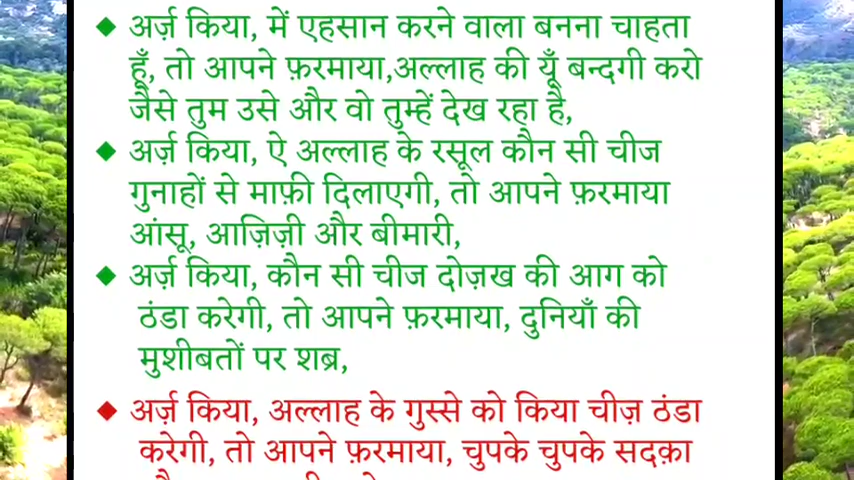 ◆ अर्ज़ किया, में एहसान करने वाला बनना चाहता
हूँ, तो आपने फ़रमाया,अल्लाह की यूँ बन्दगी करो
जैसे तुम उसे और वो तुम्हें देख रहा है,
◆ अर्ज़ किया, ऐ अल्लाह के रसूल कौन सी चीज
गुनाहों से माफ़ी दिलाएगी, तो आपने फ़रमाया
आंसू, आज़िज़ी और बीमारी,
◆ अर्ज़ किया, कौन सी चीज दोज़ख की आग को
ठंडा करेगी, तो आपने फ़रमाया, दुनियाँ की
मुशीबतों पर शब्र,
◆ अर्ज़ किया, अल्लाह के गुस्से को किया चीज़ ठंडा
करेगी, तो आपने फ़रमाया, चुपके चुपके सदक़ा